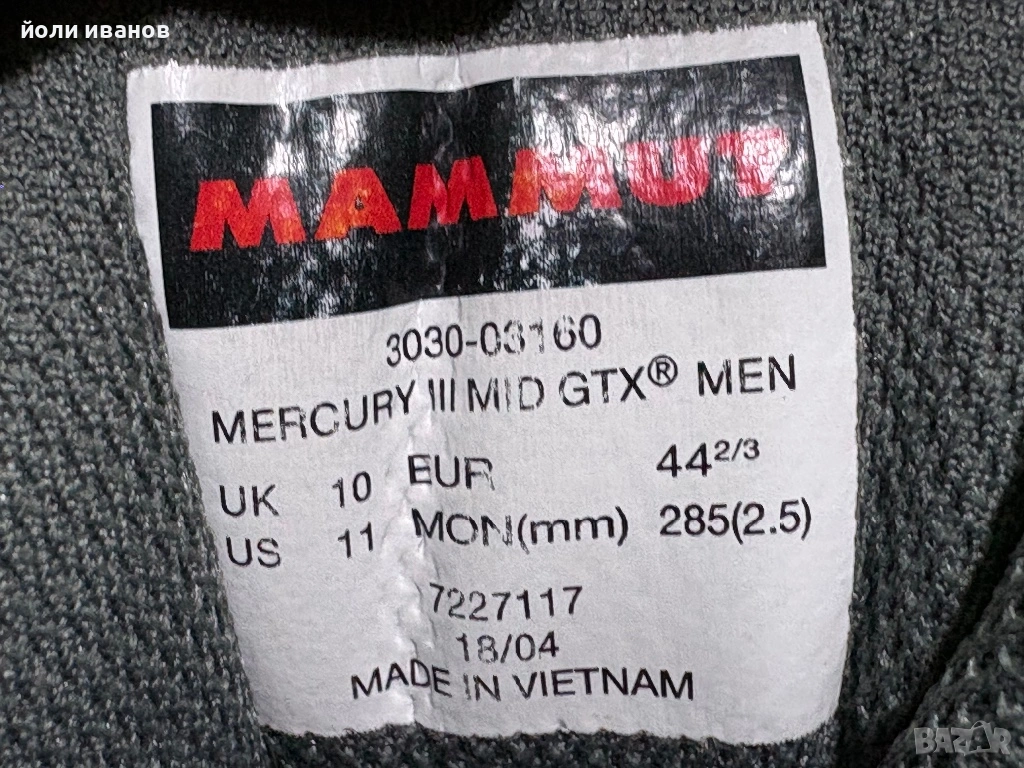 йоли иванов
MAMMUT
3030-03160
MERCURY III MID GTX® MEN
UK 10 EUR 44 2/3
US 11 MON(mm) 285(2.5)
7227117
18/04
MADE IN VIETNAM
BAZAR